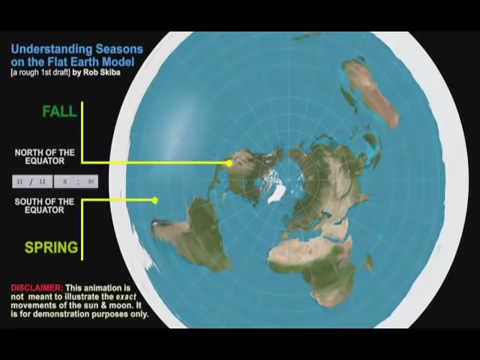 Understanding Seasons
on the Flat Earth Model
[a rough 1st draft] by Rob Skiba
FALL
NORTH OF THE
EQUATOR
SOUTH OF THE
EQUATOR
SPRING
DISCLAIMER: This animation is
not meant to illustrate the exact
movements of the sun & moon. It
is for demonstration purposes only.